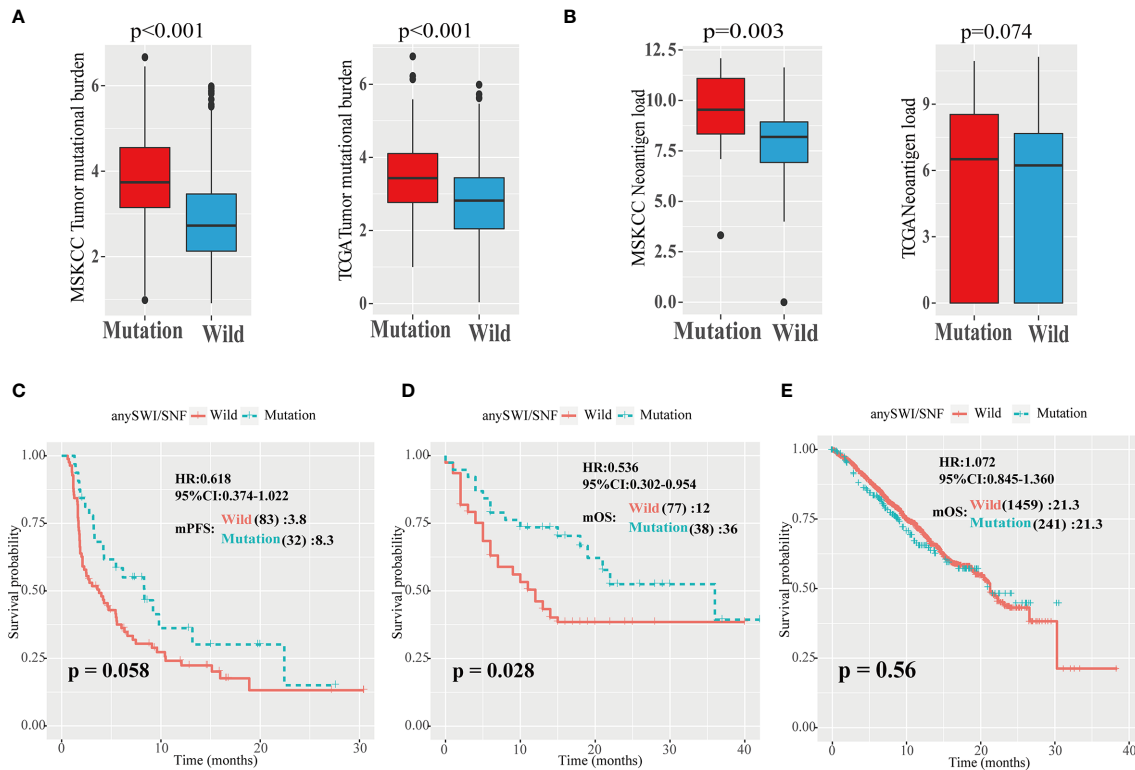 A
B
p<0.001
p<0.001
p=0.003
p=0.074
MSKCC Tumor mutational burden
6
4
2
Mutation
Wild
TCGA Tumor mutational burden
6
4
2
0
Mutation
Wild
MSKCC Neoantigen load
12.5
10.0
7.5
5.0
0.0
Mutation
Wild
TCGANeoantigen load
9
6
3
0
Mutation
Wild
C
anySWI/SNF Wild Mutation
Survival probability
1.00
0.75
0.50
0.25
0.00
HR:0.618
95%CI:0.374-1.022
mPFS:
Wild (83) :3.8
Mutation (32) :8.3
p = 0.058
0
10
20
30
Time (months)
D
anySWI/SNF Wild Mutation
Survival probability
1.00
0.75
0.50
0.25
0.00
HR:0.536
95%CI:0.302-0.954
mOS:
Wild (77) :12
Mutation (38) :36
p = 0.028
0
10
20
30
40
Time (months)
E
anySWI/SNF Wild Mutation
Survival probability
1.00
0.75
0.50
0.25
0.00
HR:1.072
95%CI:0.845-1.360
mOS:
Wild (1459) :21.3
Mutation (241) :21.3
p = 0.56
0
10
20
30
40
Time (months)